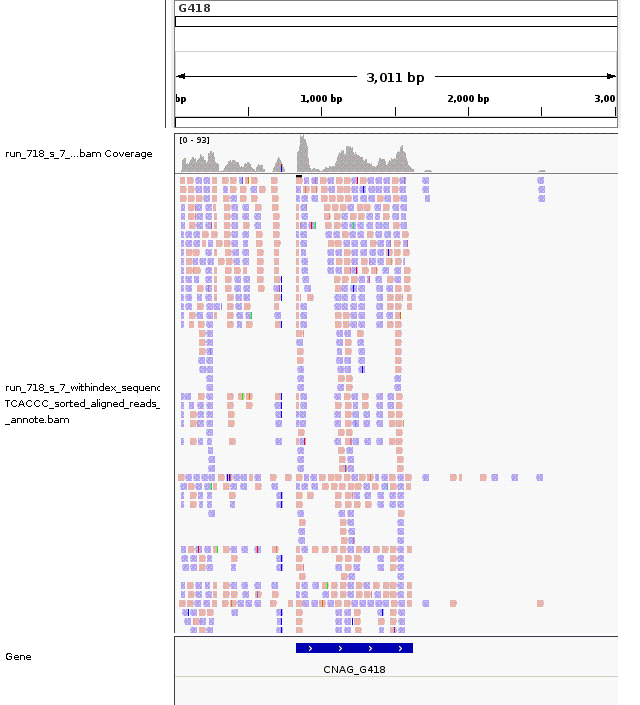 G418
3,011 bp
bp 1,000 bp 2,000 bp 3,00
[0 - 93]
run_718_s_7_...bam Coverage
run_718_s_7_withindex_sequenc
TCACCC_sorted_aligned_reads_
_annote.bam
Gene
CNAG_G418